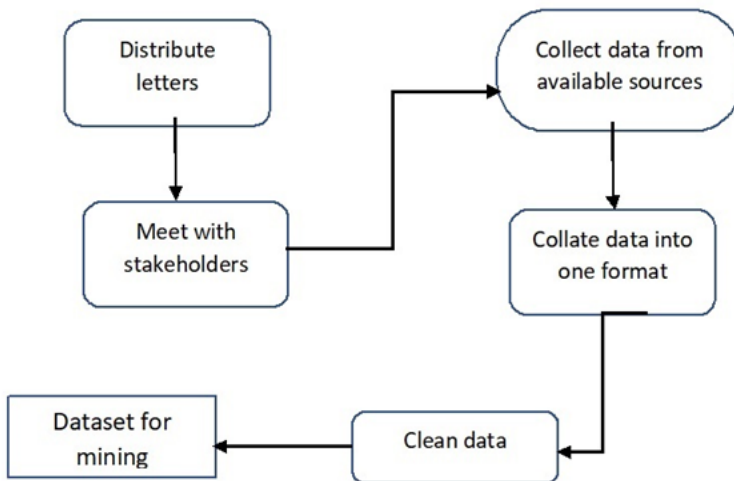 Distribute
letters
Meet with
stakeholders
Collect data from
available sources
Collate data into
one format
Clean data
Dataset for
mining